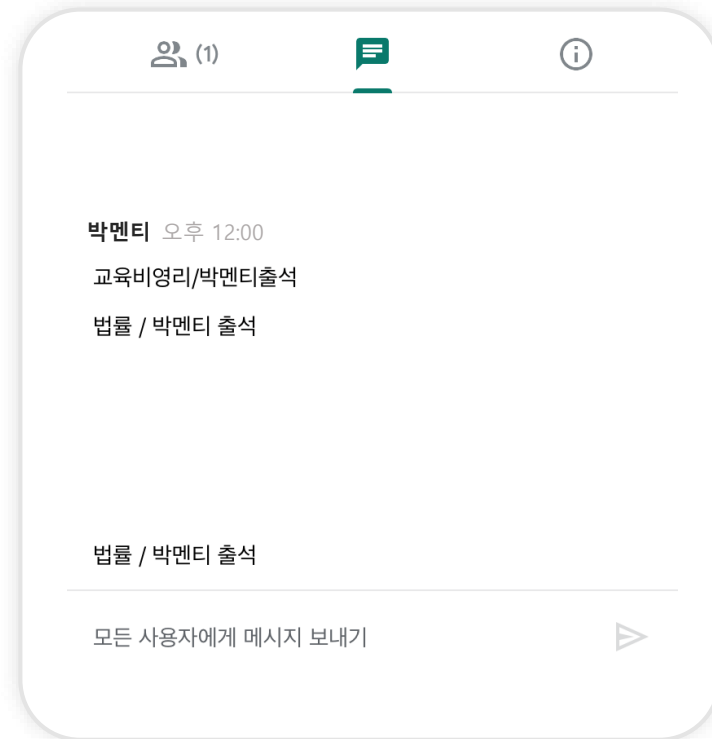 (1)
박멘티 오후 12:00
교육비영리/박멘티출석
법률 / 박멘티 출석
법률 / 박멘티 출석
모든 사용자에게 메시지 보내기